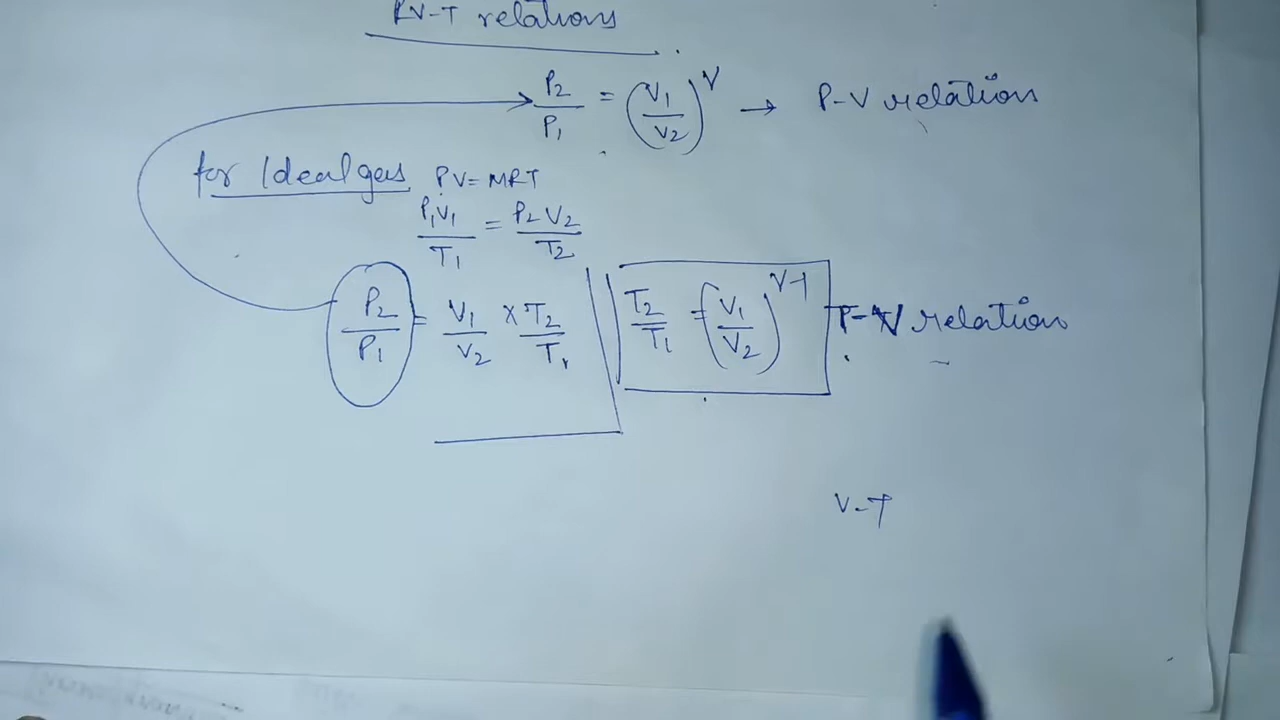 PV-T relations
P2/P1 = (V1/V2)^γ → P-V relation
for Ideal gas PV=MRT
P1V1/T1 = P2V2/T2
P2/P1 = V1/V2 × T2/T1 T2/T1 = (V1/V2)^γ-1 T-V relation
V-T